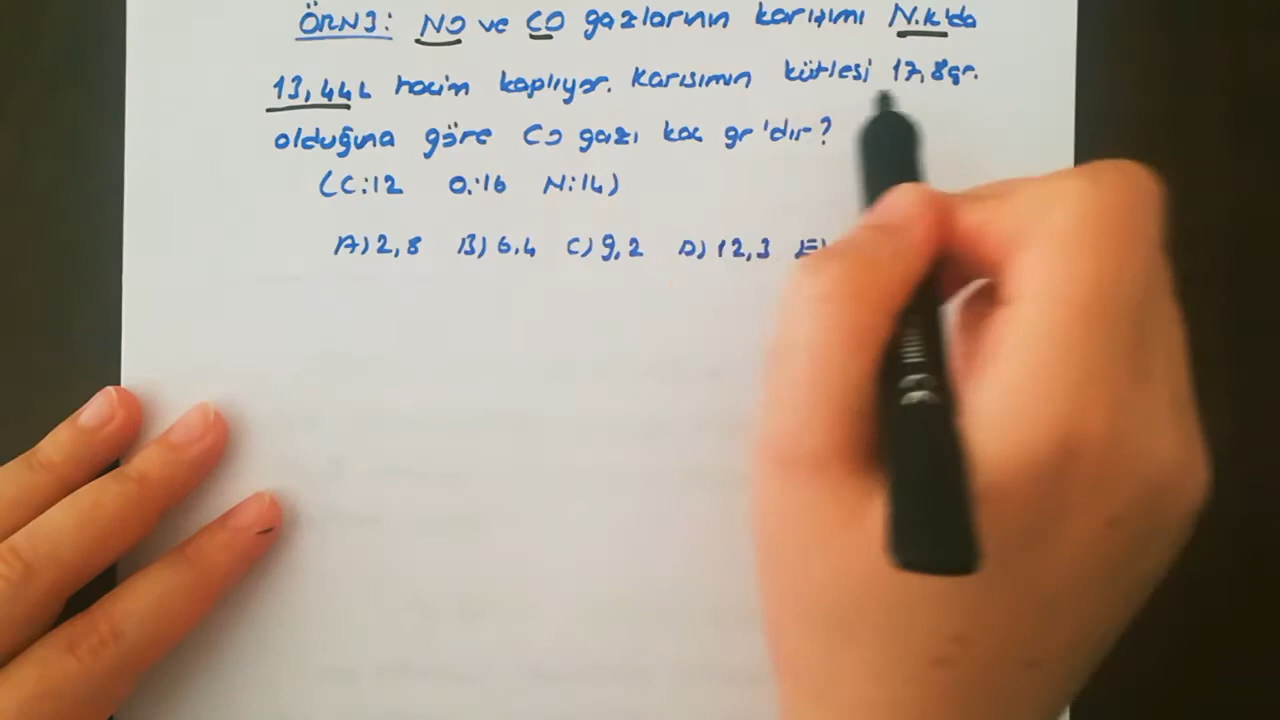 ÖRN3: NO ve CO gazlarının karışımı N.K'da
13,44L hacim kaplıyor. Karışımın kütlesi 17,8gr.
olduğuna göre CO gazı kaç gr'dır?
(C:12 O:16 N:14)
A) 2,8 B) 6,4 C) 9,2 D) 12,3 E)